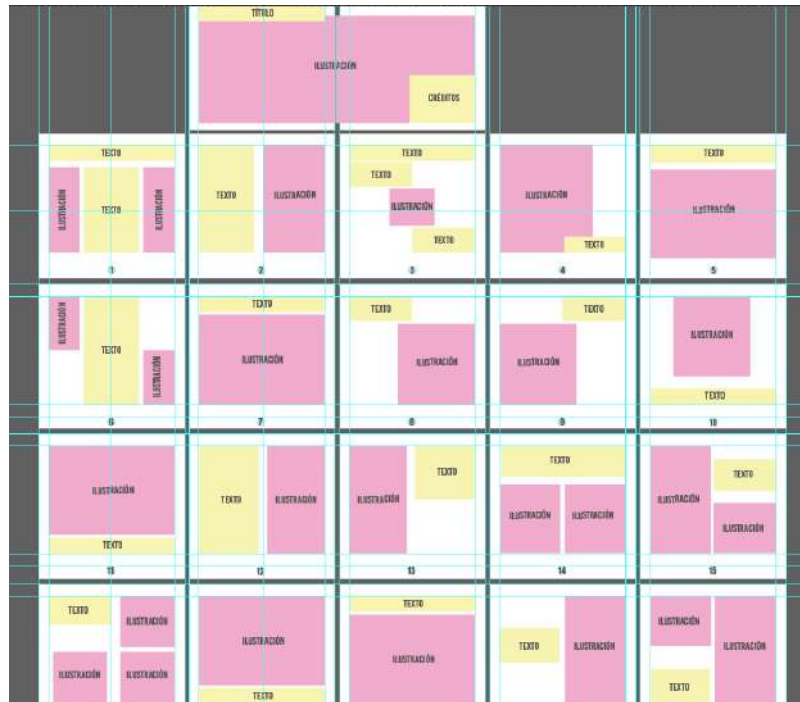 TÍTULO
ILUSTRACIÓN
CRÉDITOS
TEXTO
ILUSTRACIÓN
TEXTO
ILUSTRACIÓN
1
TEXTO
ILUSTRACIÓN
2
TEXTO
TEXTO
ILUSTRACIÓN
TEXTO
3
ILUSTRACIÓN
TEXTO
4
TEXTO
ILUSTRACIÓN
5
ILUSTRACIÓN
TEXTO
ILUSTRACIÓN
6
TEXTO
ILUSTRACIÓN
7
TEXTO
ILUSTRACIÓN
8
TEXTO
ILUSTRACIÓN
9
ILUSTRACIÓN
TEXTO
10
ILUSTRACIÓN
TEXTO
11
TEXTO
ILUSTRACIÓN
12
ILUSTRACIÓN
TEXTO
13
TEXTO
ILUSTRACIÓN
ILUSTRACIÓN
14
ILUSTRACIÓN
TEXTO
ILUSTRACIÓN
15
TEXTO
ILUSTRACIÓN
ILUSTRACIÓN
ILUSTRACIÓN
ILUSTRACIÓN
TEXTO
TEXTO
ILUSTRACIÓN
TEXTO
ILUSTRACIÓN
ILUSTRACIÓN
ILUSTRACIÓN
TEXTO